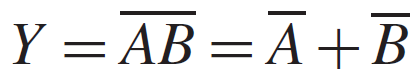 Y = \overline{AB} = \overline{A} + \overline{B}